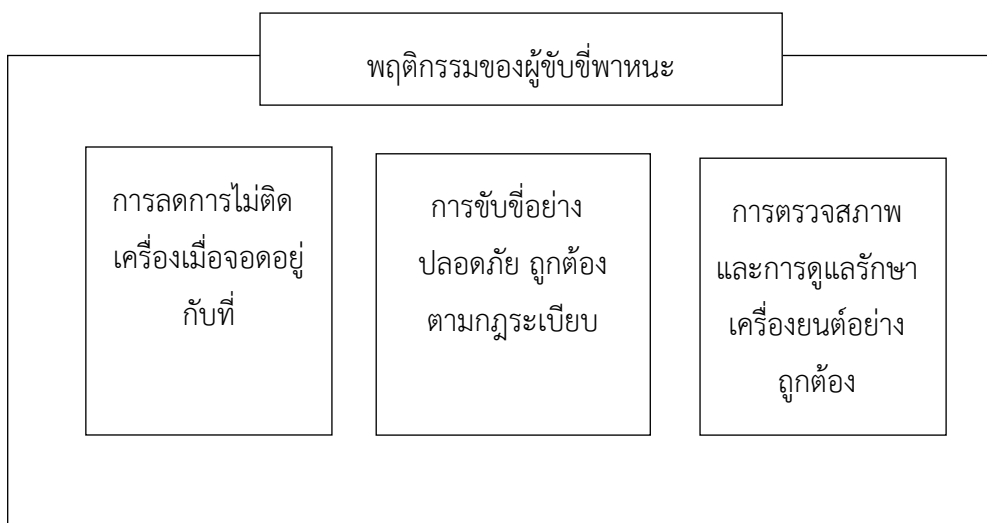 พฤติกรรมของผู้ขับขี่พาหนะ
การลดการไม่ติด
เครื่องเมื่อจอดอยู่
กับที่
การขับขี่อย่าง
ปลอดภัย ถูกต้อง
ตามกฎระเบียบ
การตรวจสภาพ
และการดูแลรักษา
เครื่องยนต์อย่าง
ถูกต้อง